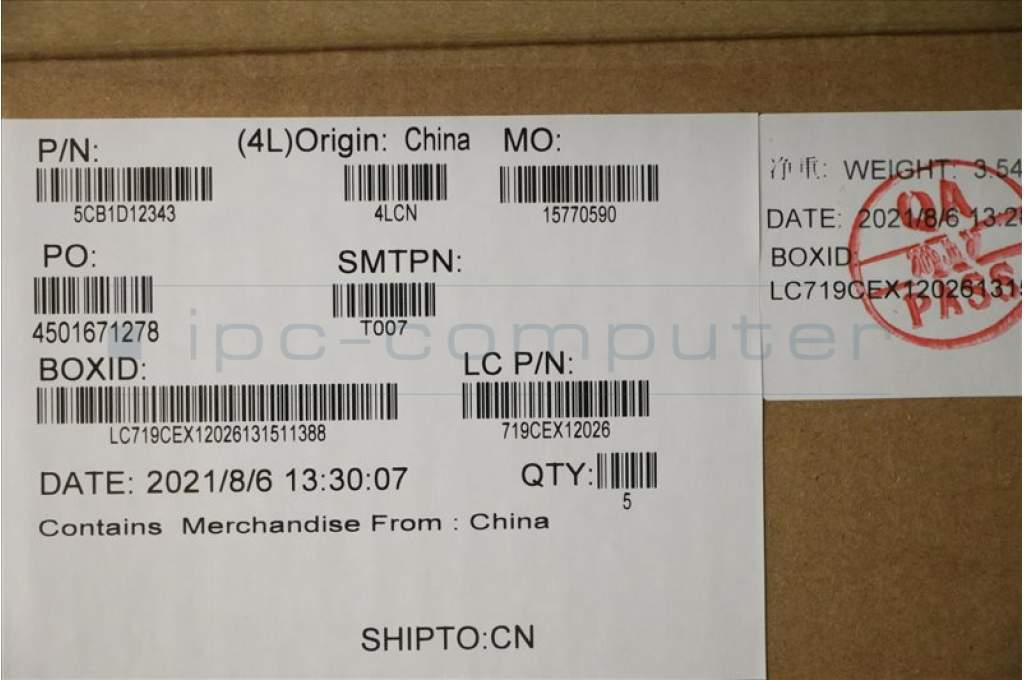 P/N: (4L)Origin: China MO:
5CB1D12343 4LCN 15770590
PO: SMTPN:
4501671278 T007
BOXID: LC P/N:
LC719CEX12026131511388 719CEX12026
DATE: 2021/8/6 13:30:07 QTY:
5
Contains Merchandise From : China
SHIPTO:CN
净重: WEIGHT: 3.54
DATE: 2021/8/6 13:2
BOXID:
LC719CEX12026131
QA
PASS
ipc-computer